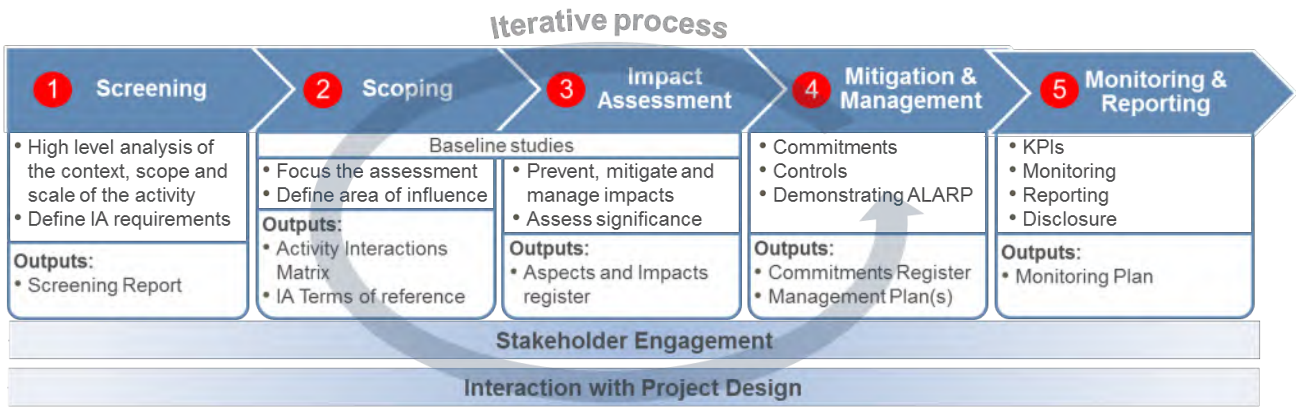 Iterative process
1 Screening
• High level analysis of
the context, scope and
scale of the activity
• Define IA requirements
Outputs:
• Screening Report
2 Scoping
Baseline studies
• Focus the assessment
• Define area of influence
Outputs:
• Activity Interactions
Matrix
• IA Terms of reference
3 Impact
Assessment
• Prevent, mitigate and
manage impacts
• Assess significance
Outputs:
• Aspects and Impacts
register
4 Mitigation &
Management
• Commitments
• Controls
• Demonstrating ALARP
Outputs:
• Commitments Register
• Management Plan(s)
5 Monitoring &
Reporting
• KPIs
• Monitoring
• Reporting
• Disclosure
Outputs:
• Monitoring Plan
Stakeholder Engagement
Interaction with Project Design